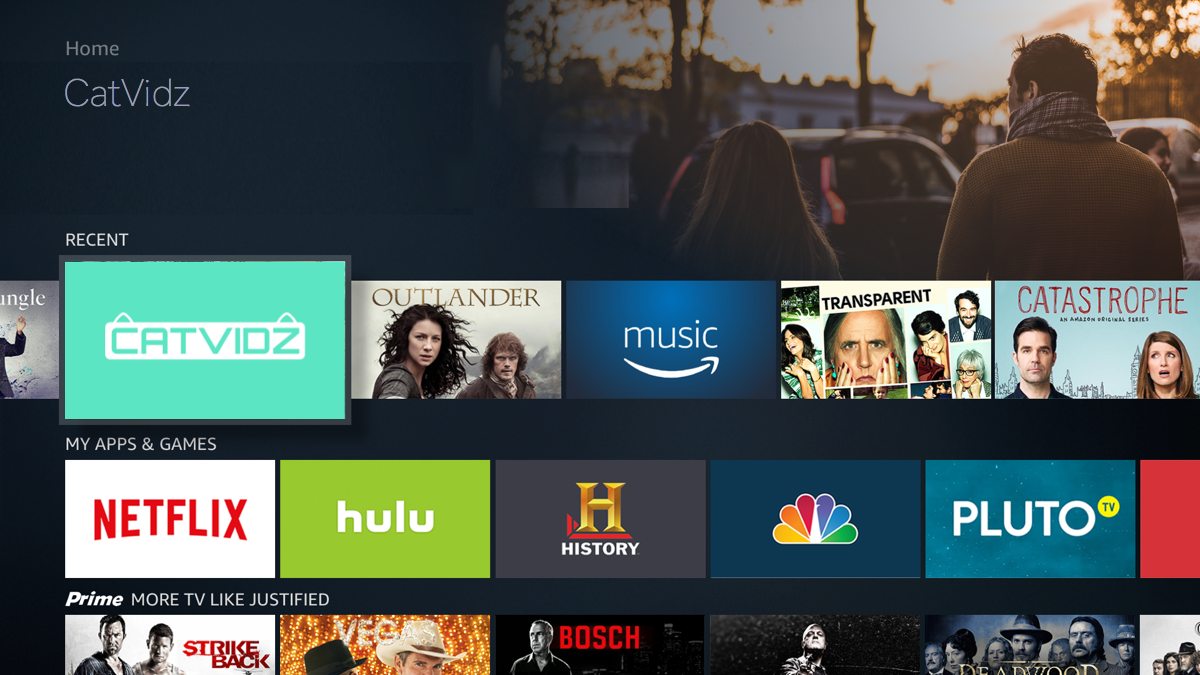 Home
CatVidz
RECENT
ungle
CATVIDZ
OUTLANDER
music
TRANSPARENT
CATASTROPHE
AN AMAZON ORIGINAL SERIES
MY APPS & GAMES
NETFLIX
hulu
H
HISTORY
PLUTO TV
Prime MORE TV LIKE JUSTIFIED
STRIKE
BACK
VEGAS
BOSCH
DEADWOOD